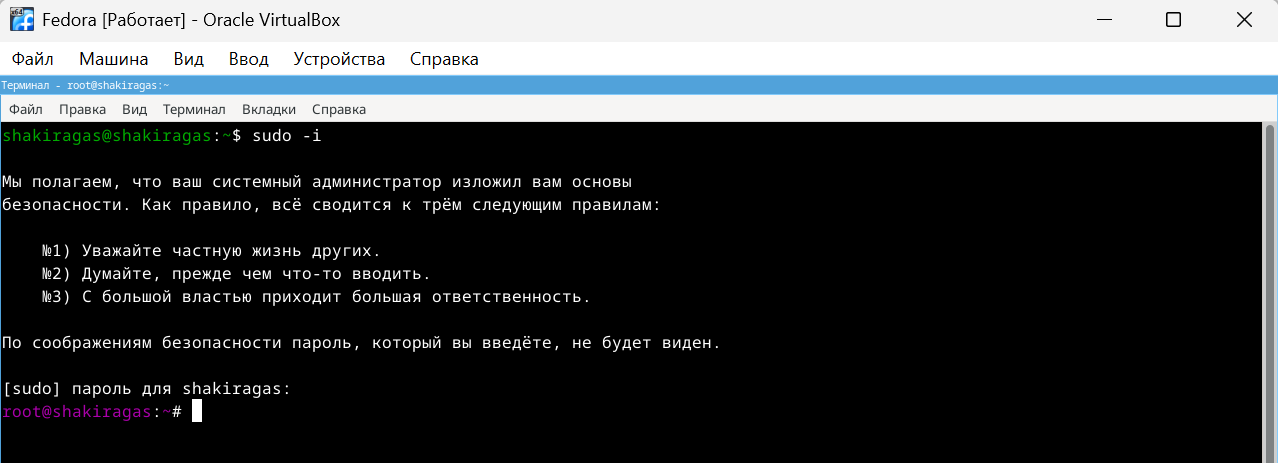 x64
Fedora [Работает] - Oracle VirtualBox
Файл Машина Вид Ввод Устройства Справка
Терминал - root@shakiragas:~
Файл Правка Вид Терминал Вкладки Справка
shakiragas@shakiragas:~$ sudo -i
Мы полагаем, что ваш системный администратор изложил вам основы
безопасности. Как правило, всё сводится к трём следующим правилам:
№1) Уважайте частную жизнь других.
№2) Думайте, прежде чем что-то вводить.
№3) С большой властью приходит большая ответственность.
По соображениям безопасности пароль, который вы введёте, не будет виден.
[sudo] пароль для shakiragas:
root@shakiragas:~#